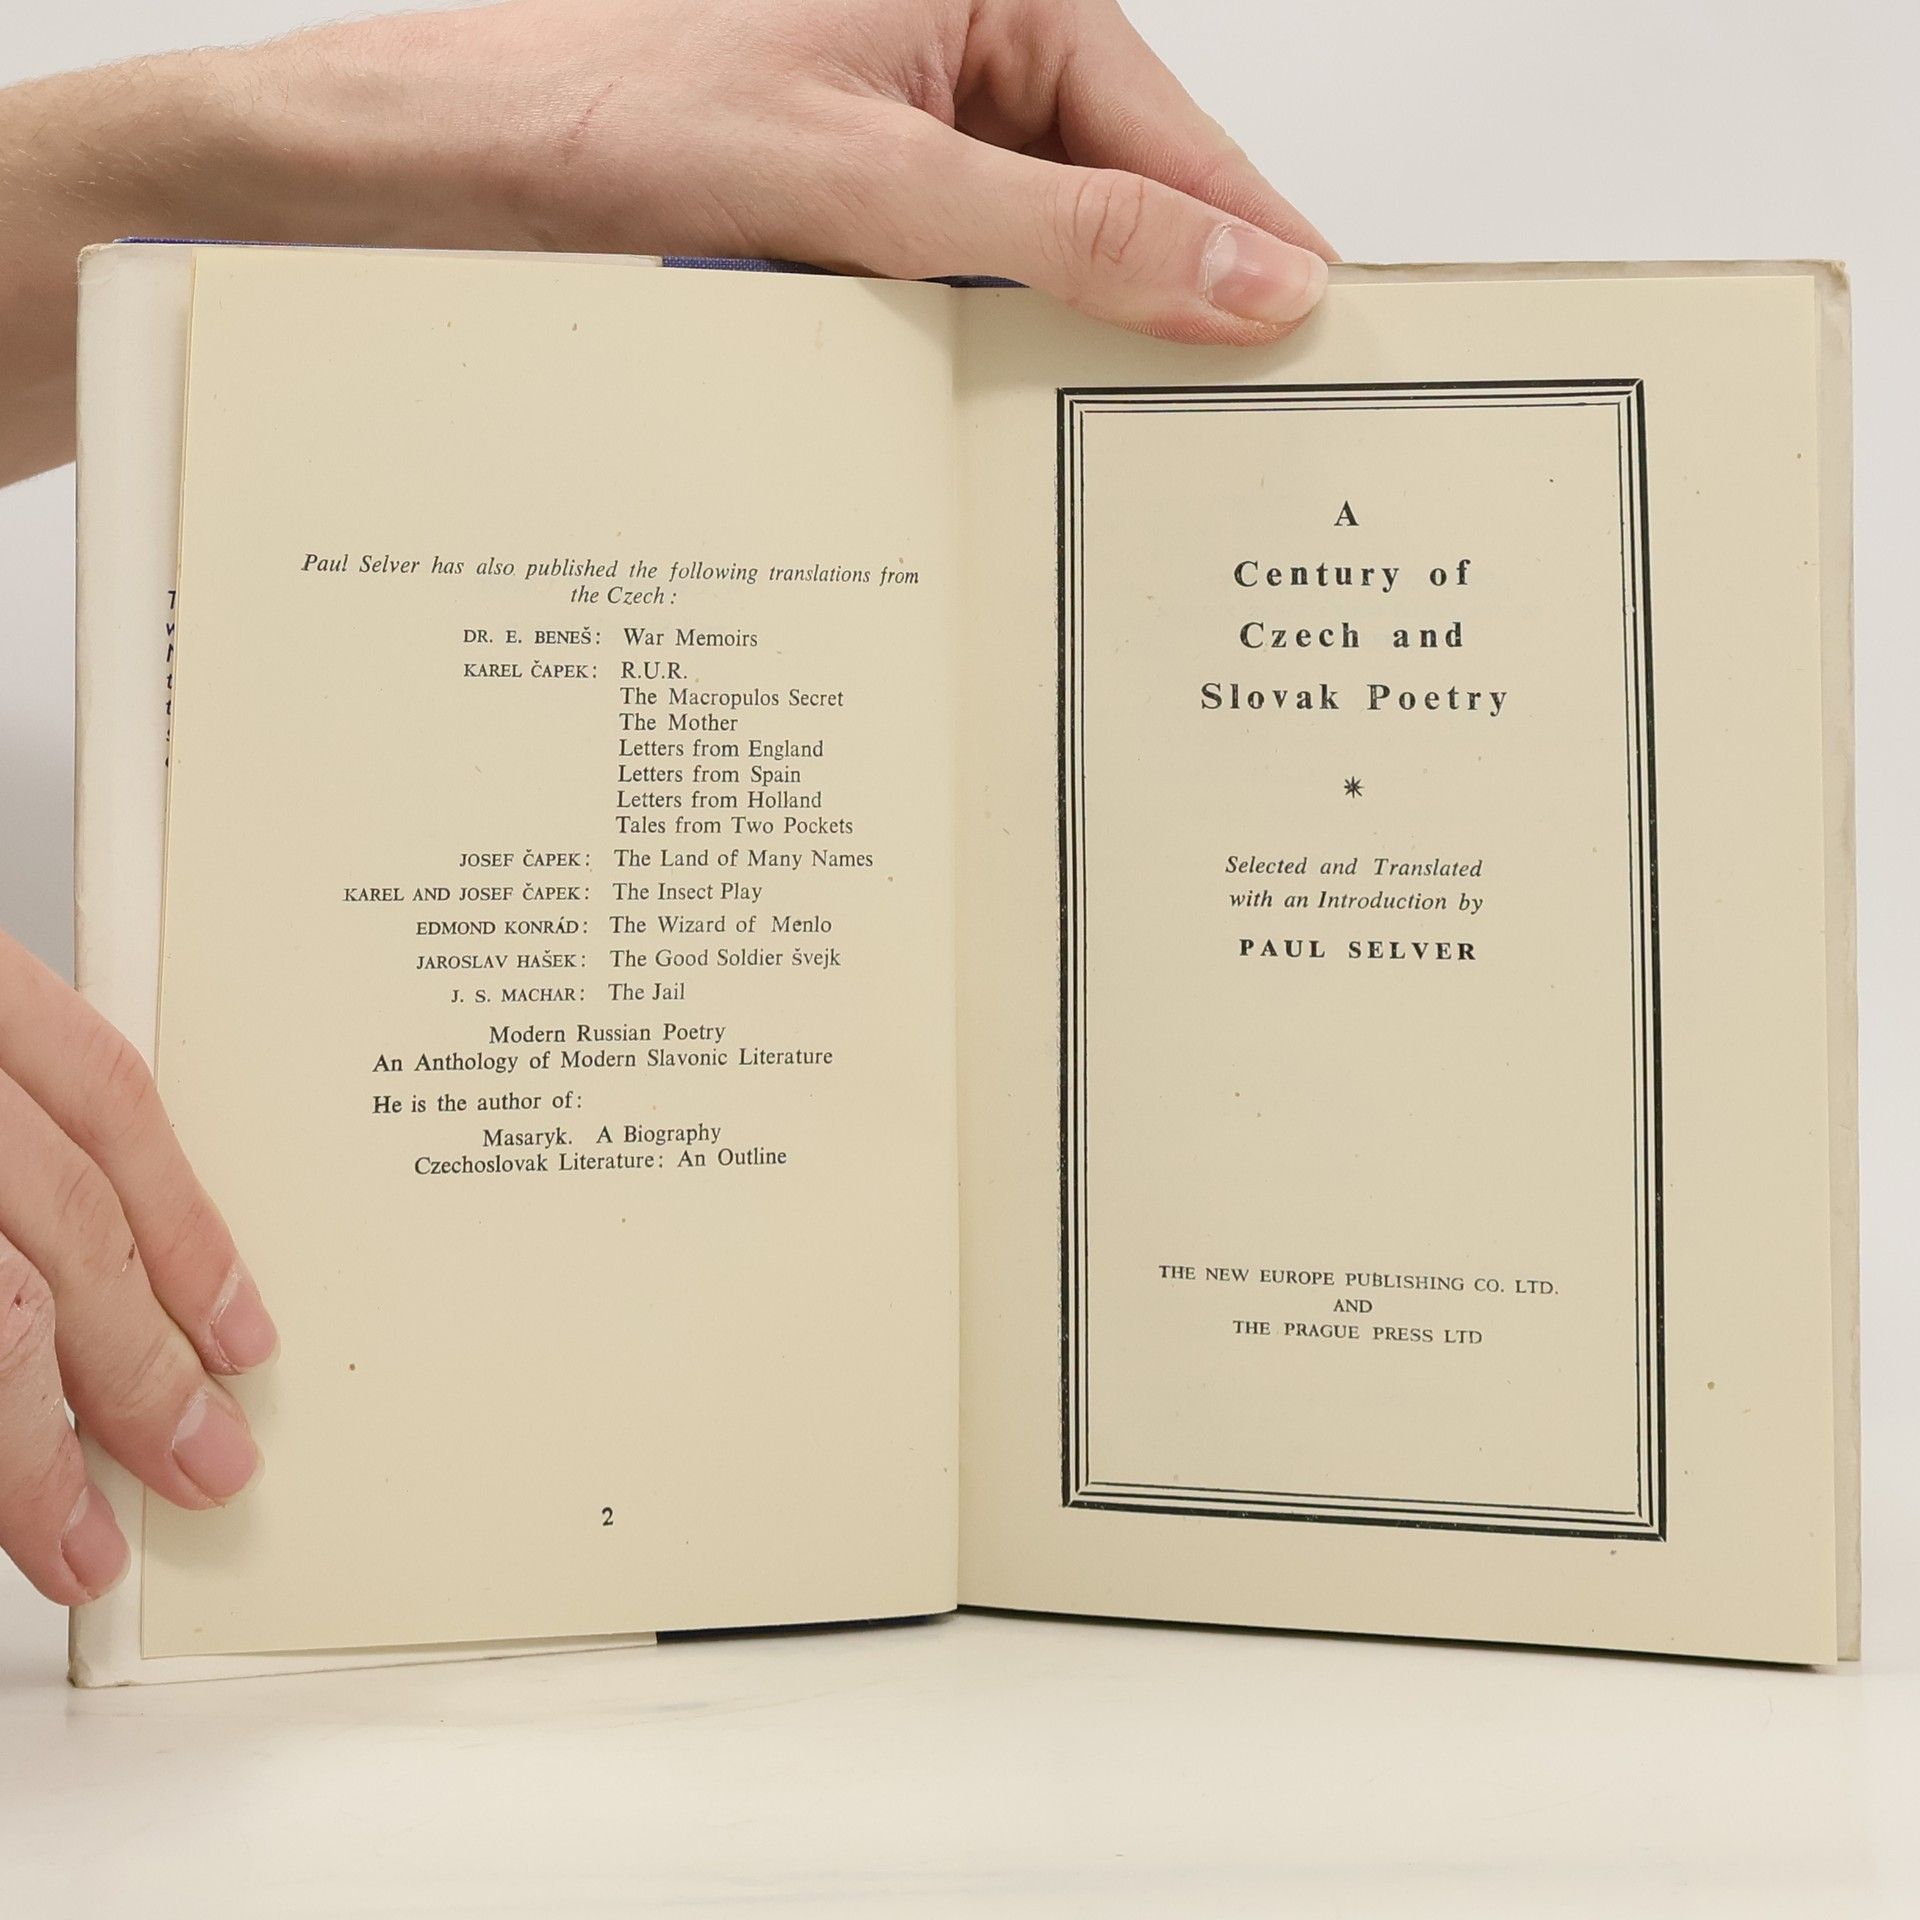 Paul Selver has also published the following translations from
the Czech:
DR. E. BENEŠ: War Memoirs
KAREL ČAPEK: R.U.R.
The Macropulos Secret
The Mother
Letters from England
Letters from Spain
Letters from Holland
Tales from Two Pockets
JOSEF ČAPEK: The Land of Many Names
KAREL AND JOSEF ČAPEK: The Insect Play
EDMOND KONRÁD: The Wizard of Menlo
JAROSLAV HAŠEK: The Good Soldier švejk
J. S. MACHAR: The Jail
Modern Russian Poetry
An Anthology of Modern Slavonic Literature
He is the author of:
Masaryk. A Biography
Czechoslovak Literature: An Outline
2
A
Century of
Czech and
Slovak Poetry
*
Selected and Translated
with an Introduction by
PAUL SELVER
THE NEW EUROPE PUBLISHING CO. LTD.
AND
THE PRAGUE PRESS LTD